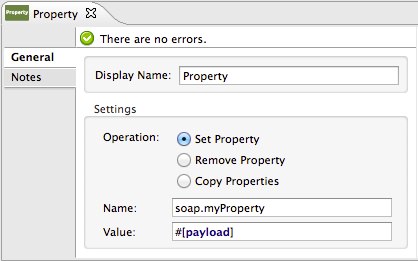 Property Property
There are no errors.
General
Notes
Display Name: Property
Settings
Operation: Set Property
Remove Property
Copy Properties
Name: soap.myProperty
Value: #[payload]